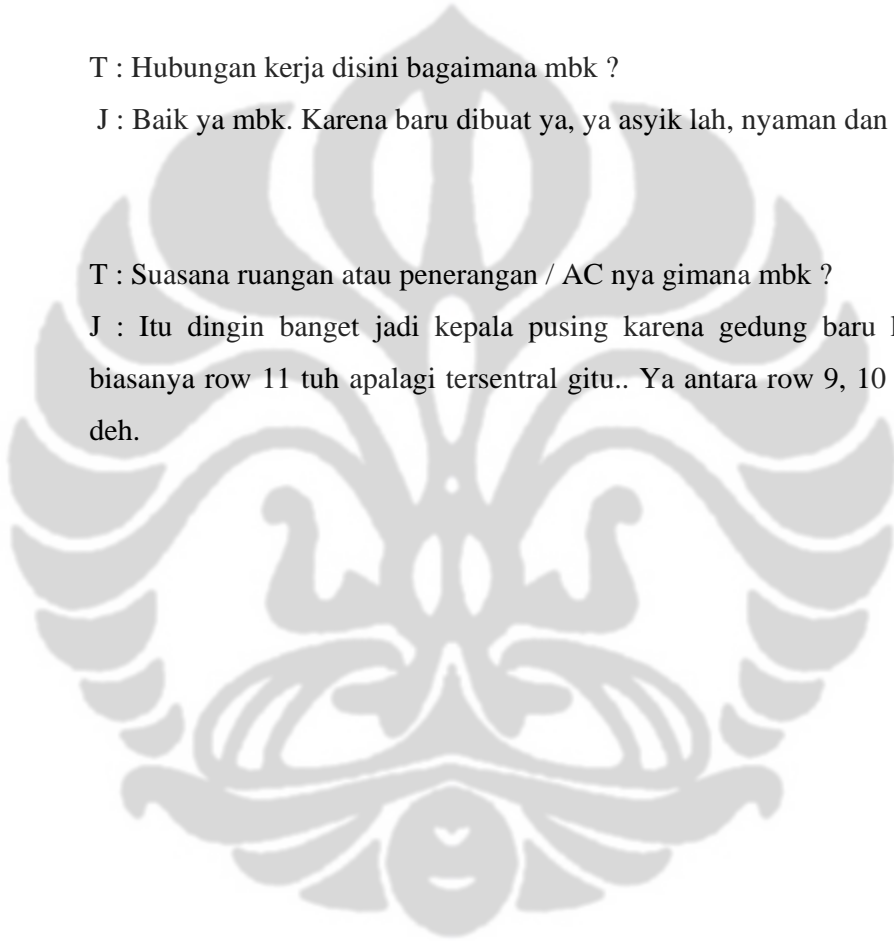 T : Hubungan kerja disini bagaimana mbk ?
J : Baik ya mbk. Karena baru dibuat ya, ya asyik lah, nyaman dan
T : Suasana ruangan atau penerangan / AC nya gimana mbk ?
J : Itu dingin banget jadi kepala pusing karena gedung baru
biasanya row 11 tuh apalagi tersentral gitu.. Ya antara row 9, 10
deh.